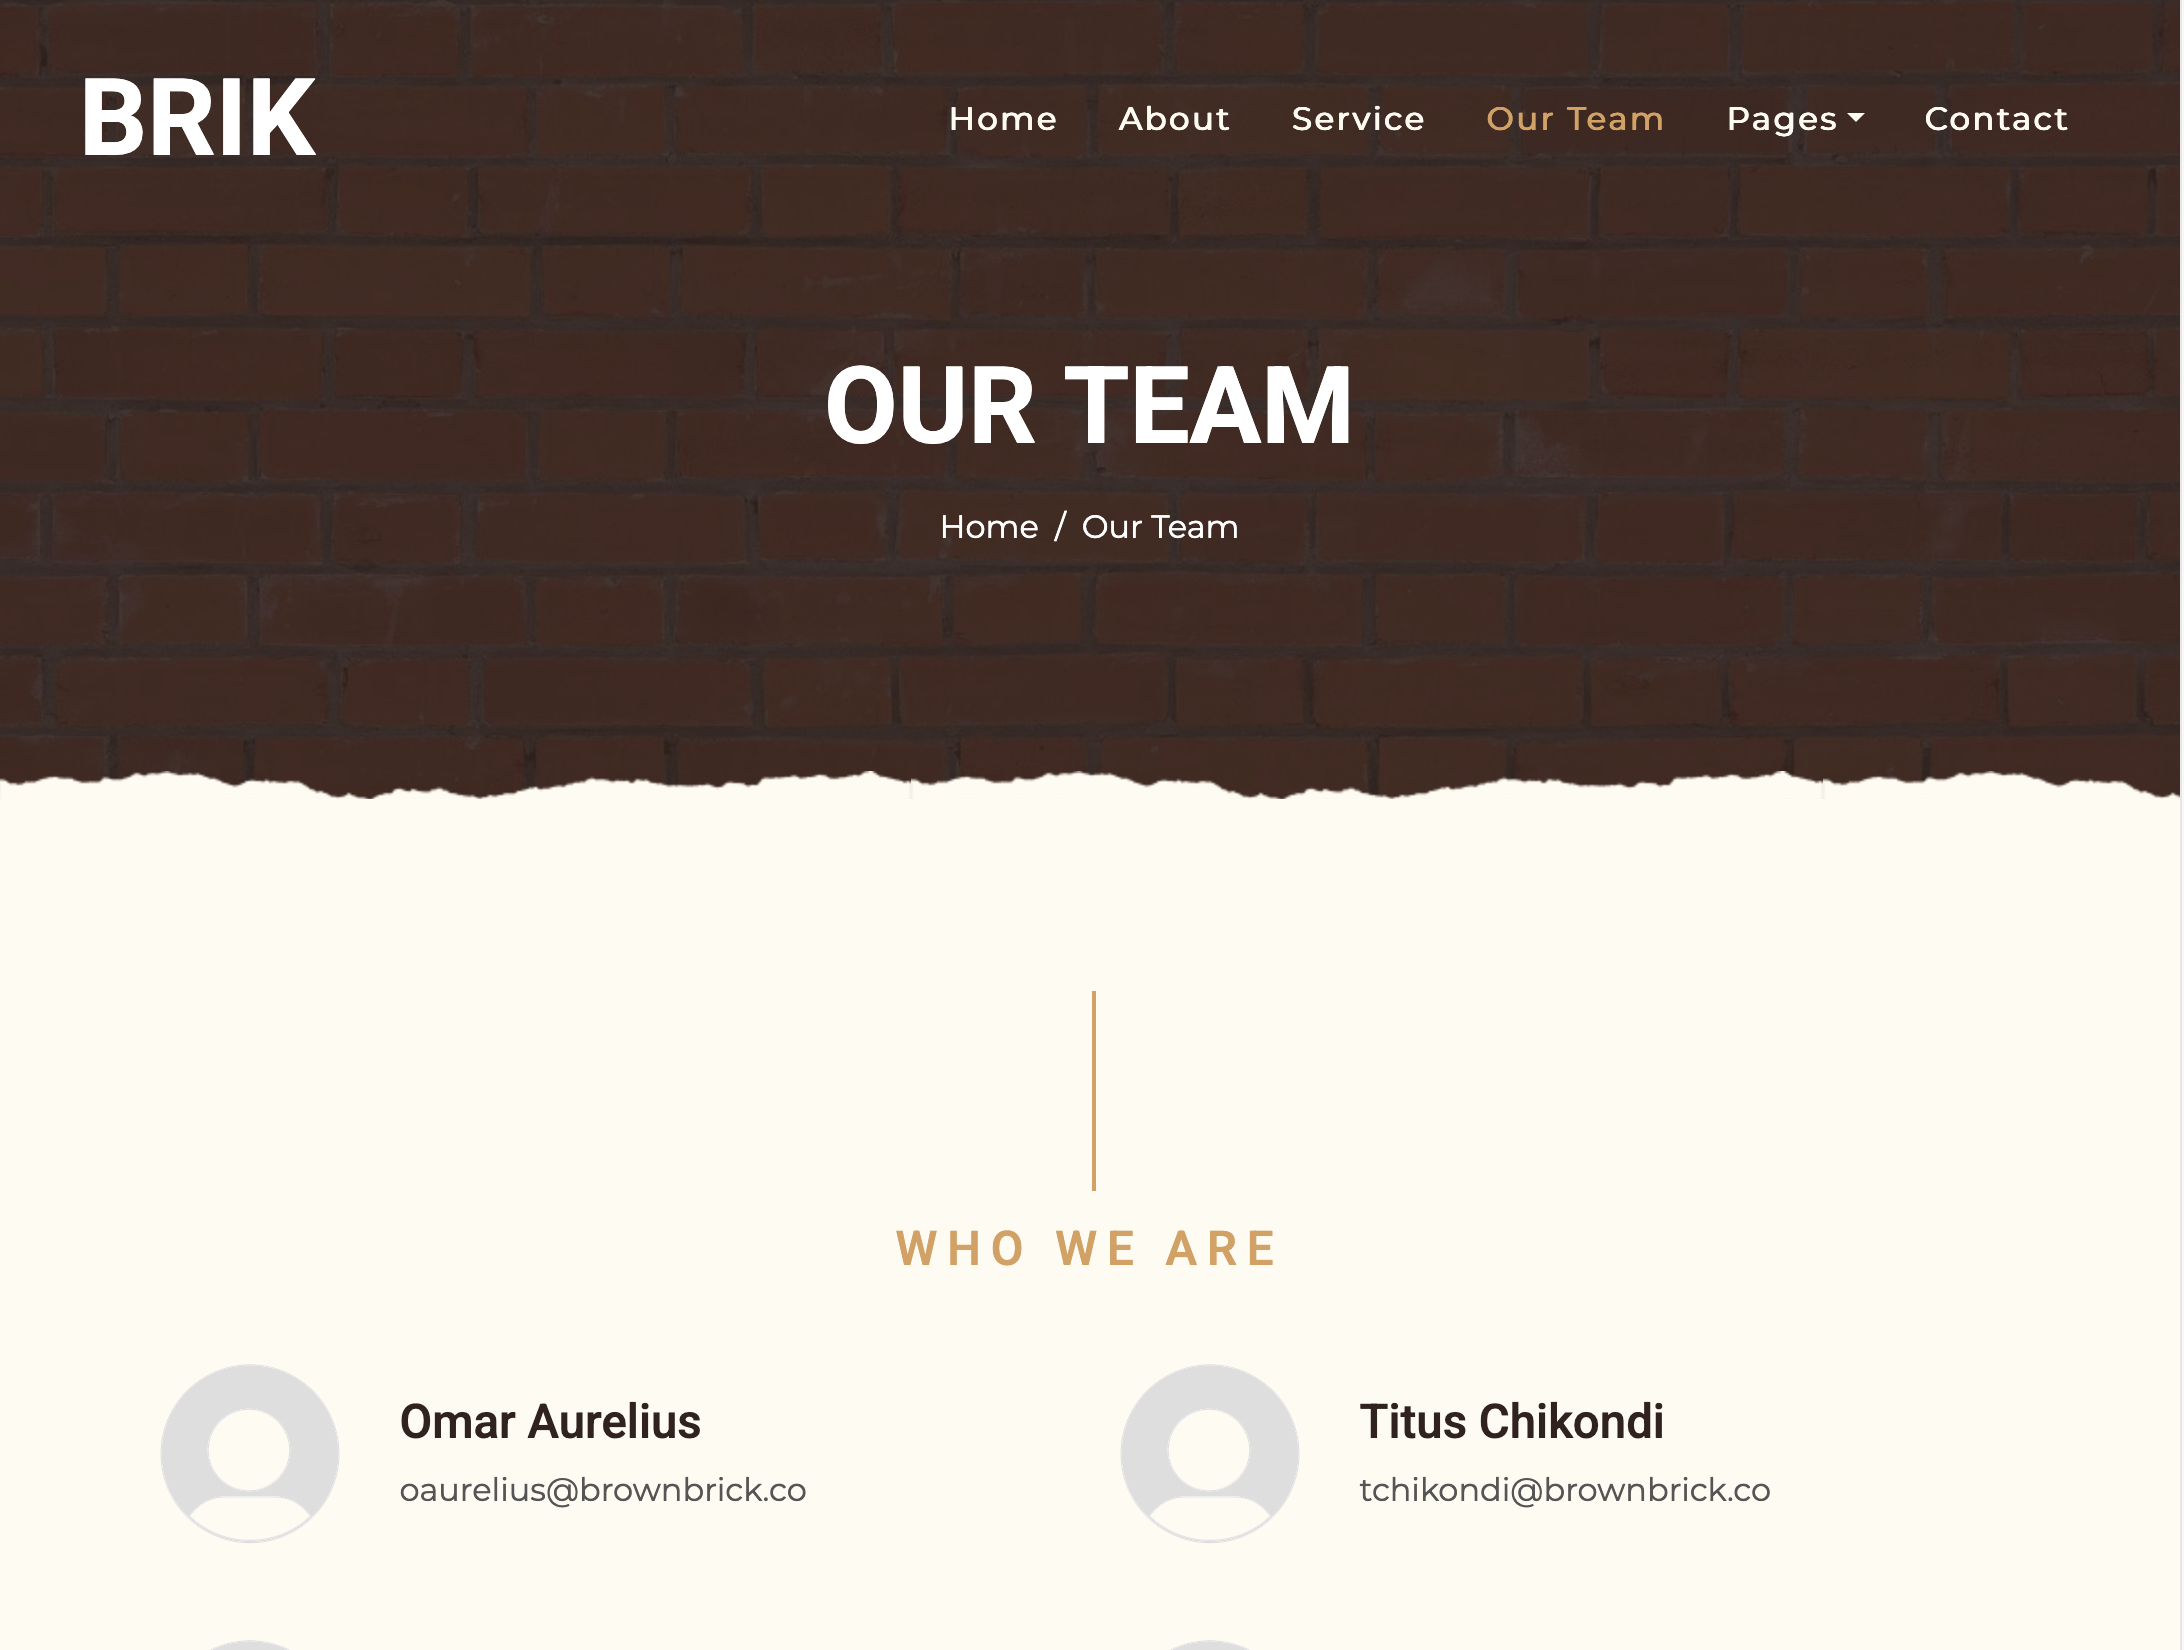 BRIK
Home About Service Our Team Pages Contact
OUR TEAM
Home / Our Team
WHO WE ARE
Omar Aurelius
oaurelius@brownbrick.co
Titus Chikondi
tchikondi@brownbrick.co